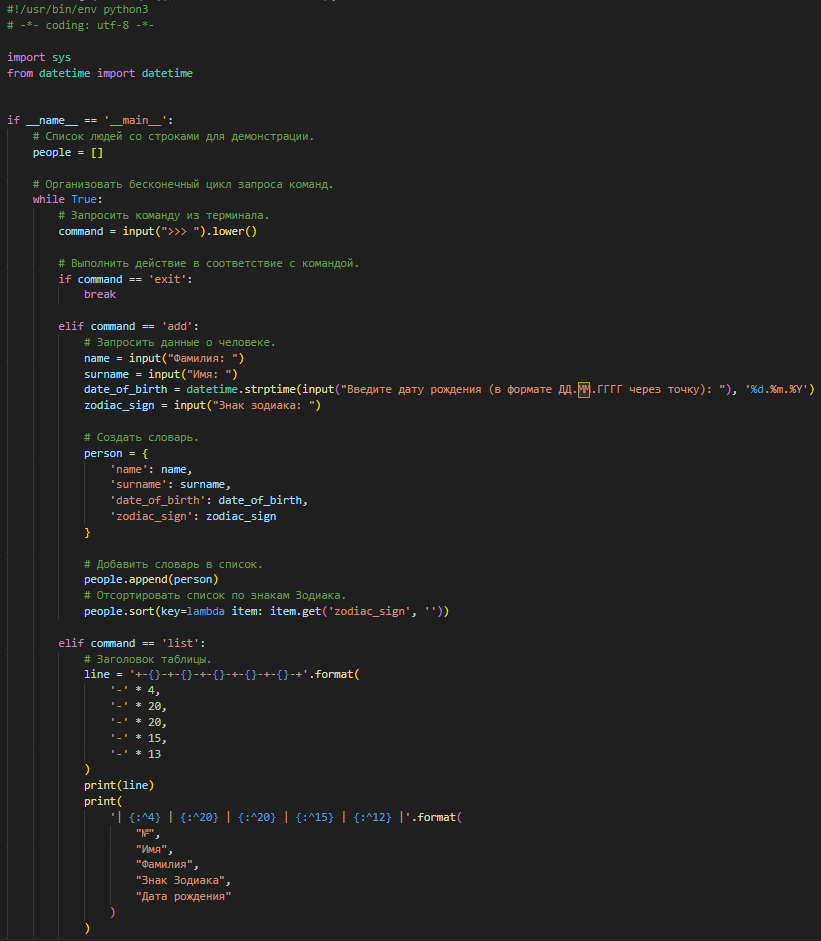 #!/usr/bin/env python3
# -*- coding: utf-8 -*-

import sys
from datetime import datetime


if __name__ == '__main__':
    # Список людей со строками для демонстрации.
    people = []

    # Организовать бесконечный цикл запроса команд.
    while True:
        # Запросить команду из терминала.
        command = input(">>> ").lower()

        # Выполнить действие в соответствие с командой.
        if command == 'exit':
            break

        elif command == 'add':
            # Запросить данные о человеке.
            name = input("Фамилия: ")
            surname = input("Имя: ")
            date_of_birth = datetime.strptime(input("Введите дату рождения (в формате ДД.ММ.ГГГГ через точку): "), '%d.%m.%Y')
            zodiac_sign = input("Знак зодиака: ")

            # Создать словарь.
            person = {
                'name': name,
                'surname': surname,
                'date_of_birth': date_of_birth,
                'zodiac_sign': zodiac_sign
            }

            # Добавить словарь в список.
            people.append(person)
            # Отсортировать список по знакам Зодиака.
            people.sort(key=lambda item: item.get('zodiac_sign', ''))

        elif command == 'list':
            # Заголовок таблицы.
            line = '+-{}-+-{}-+-{}-+-{}-+-{}-+'.format(
                '-' * 4,
                '-' * 20,
                '-' * 20,
                '-' * 15,
                '-' * 13
            )
            print(line)
            print(
                '| {:^4} | {:^20} | {:^20} | {:^15} | {:^12} |'.format(
                    "№",
                    "Имя",
                    "Фамилия",
                    "Знак Зодиака",
                    "Дата рождения"
                )
            )